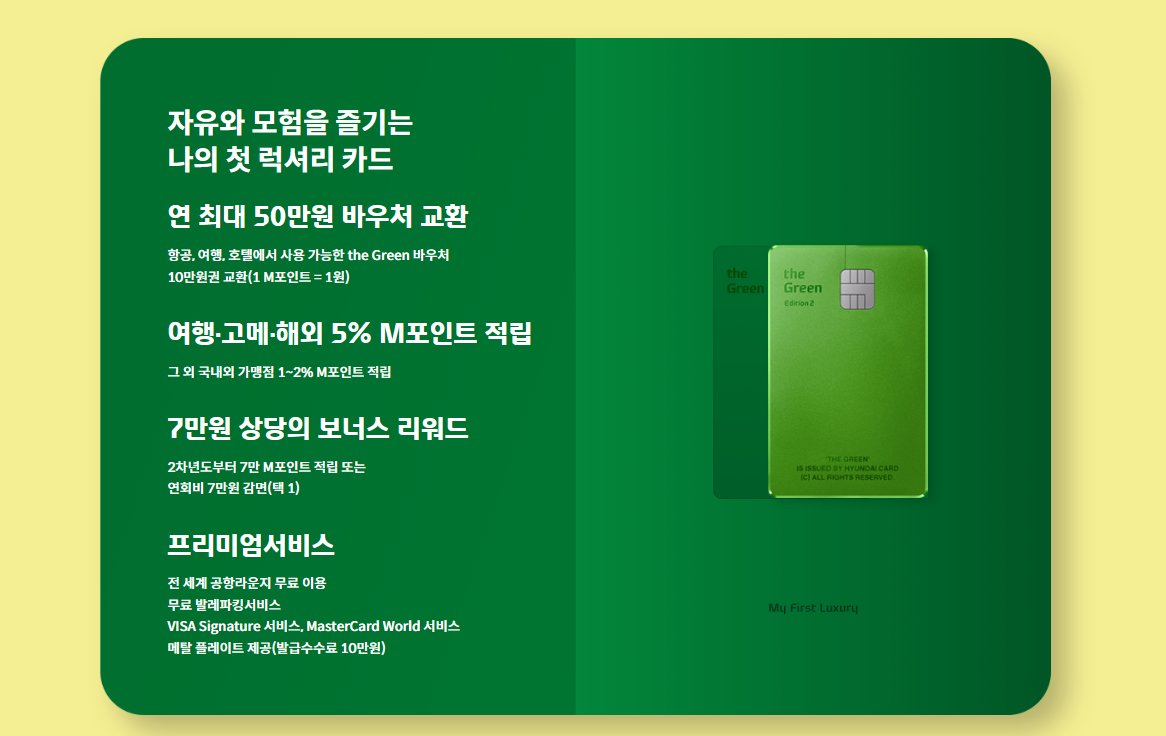 자유와 모험을 즐기는
나의 첫 럭셔리 카드
연 최대 50만원 바우처 교환
항공, 여행, 호텔에서 사용 가능한 the Green 바우처
10만원권 교환(1 M포인트 = 1원)
여행·고메·해외 5% M포인트 적립
그 외 국내외 가맹점 1~2% M포인트 적립
7만원 상당의 보너스 리워드
2차년도부터 7만 M포인트 적립 또는
연회비 7만원 감면(택 1)
프리미엄서비스
전 세계 공항라운지 무료 이용
무료 발레파킹서비스
VISA Signature 서비스, MasterCard World 서비스
메탈 플레이트 제공(발급수수료 10만원)
the
Green
the
Green
Edition 2
"THE GREEN"
IS ISSUED BY HYUNDAI CARD
(C) ALL RIGHTS RESERVED.
My First Luxury